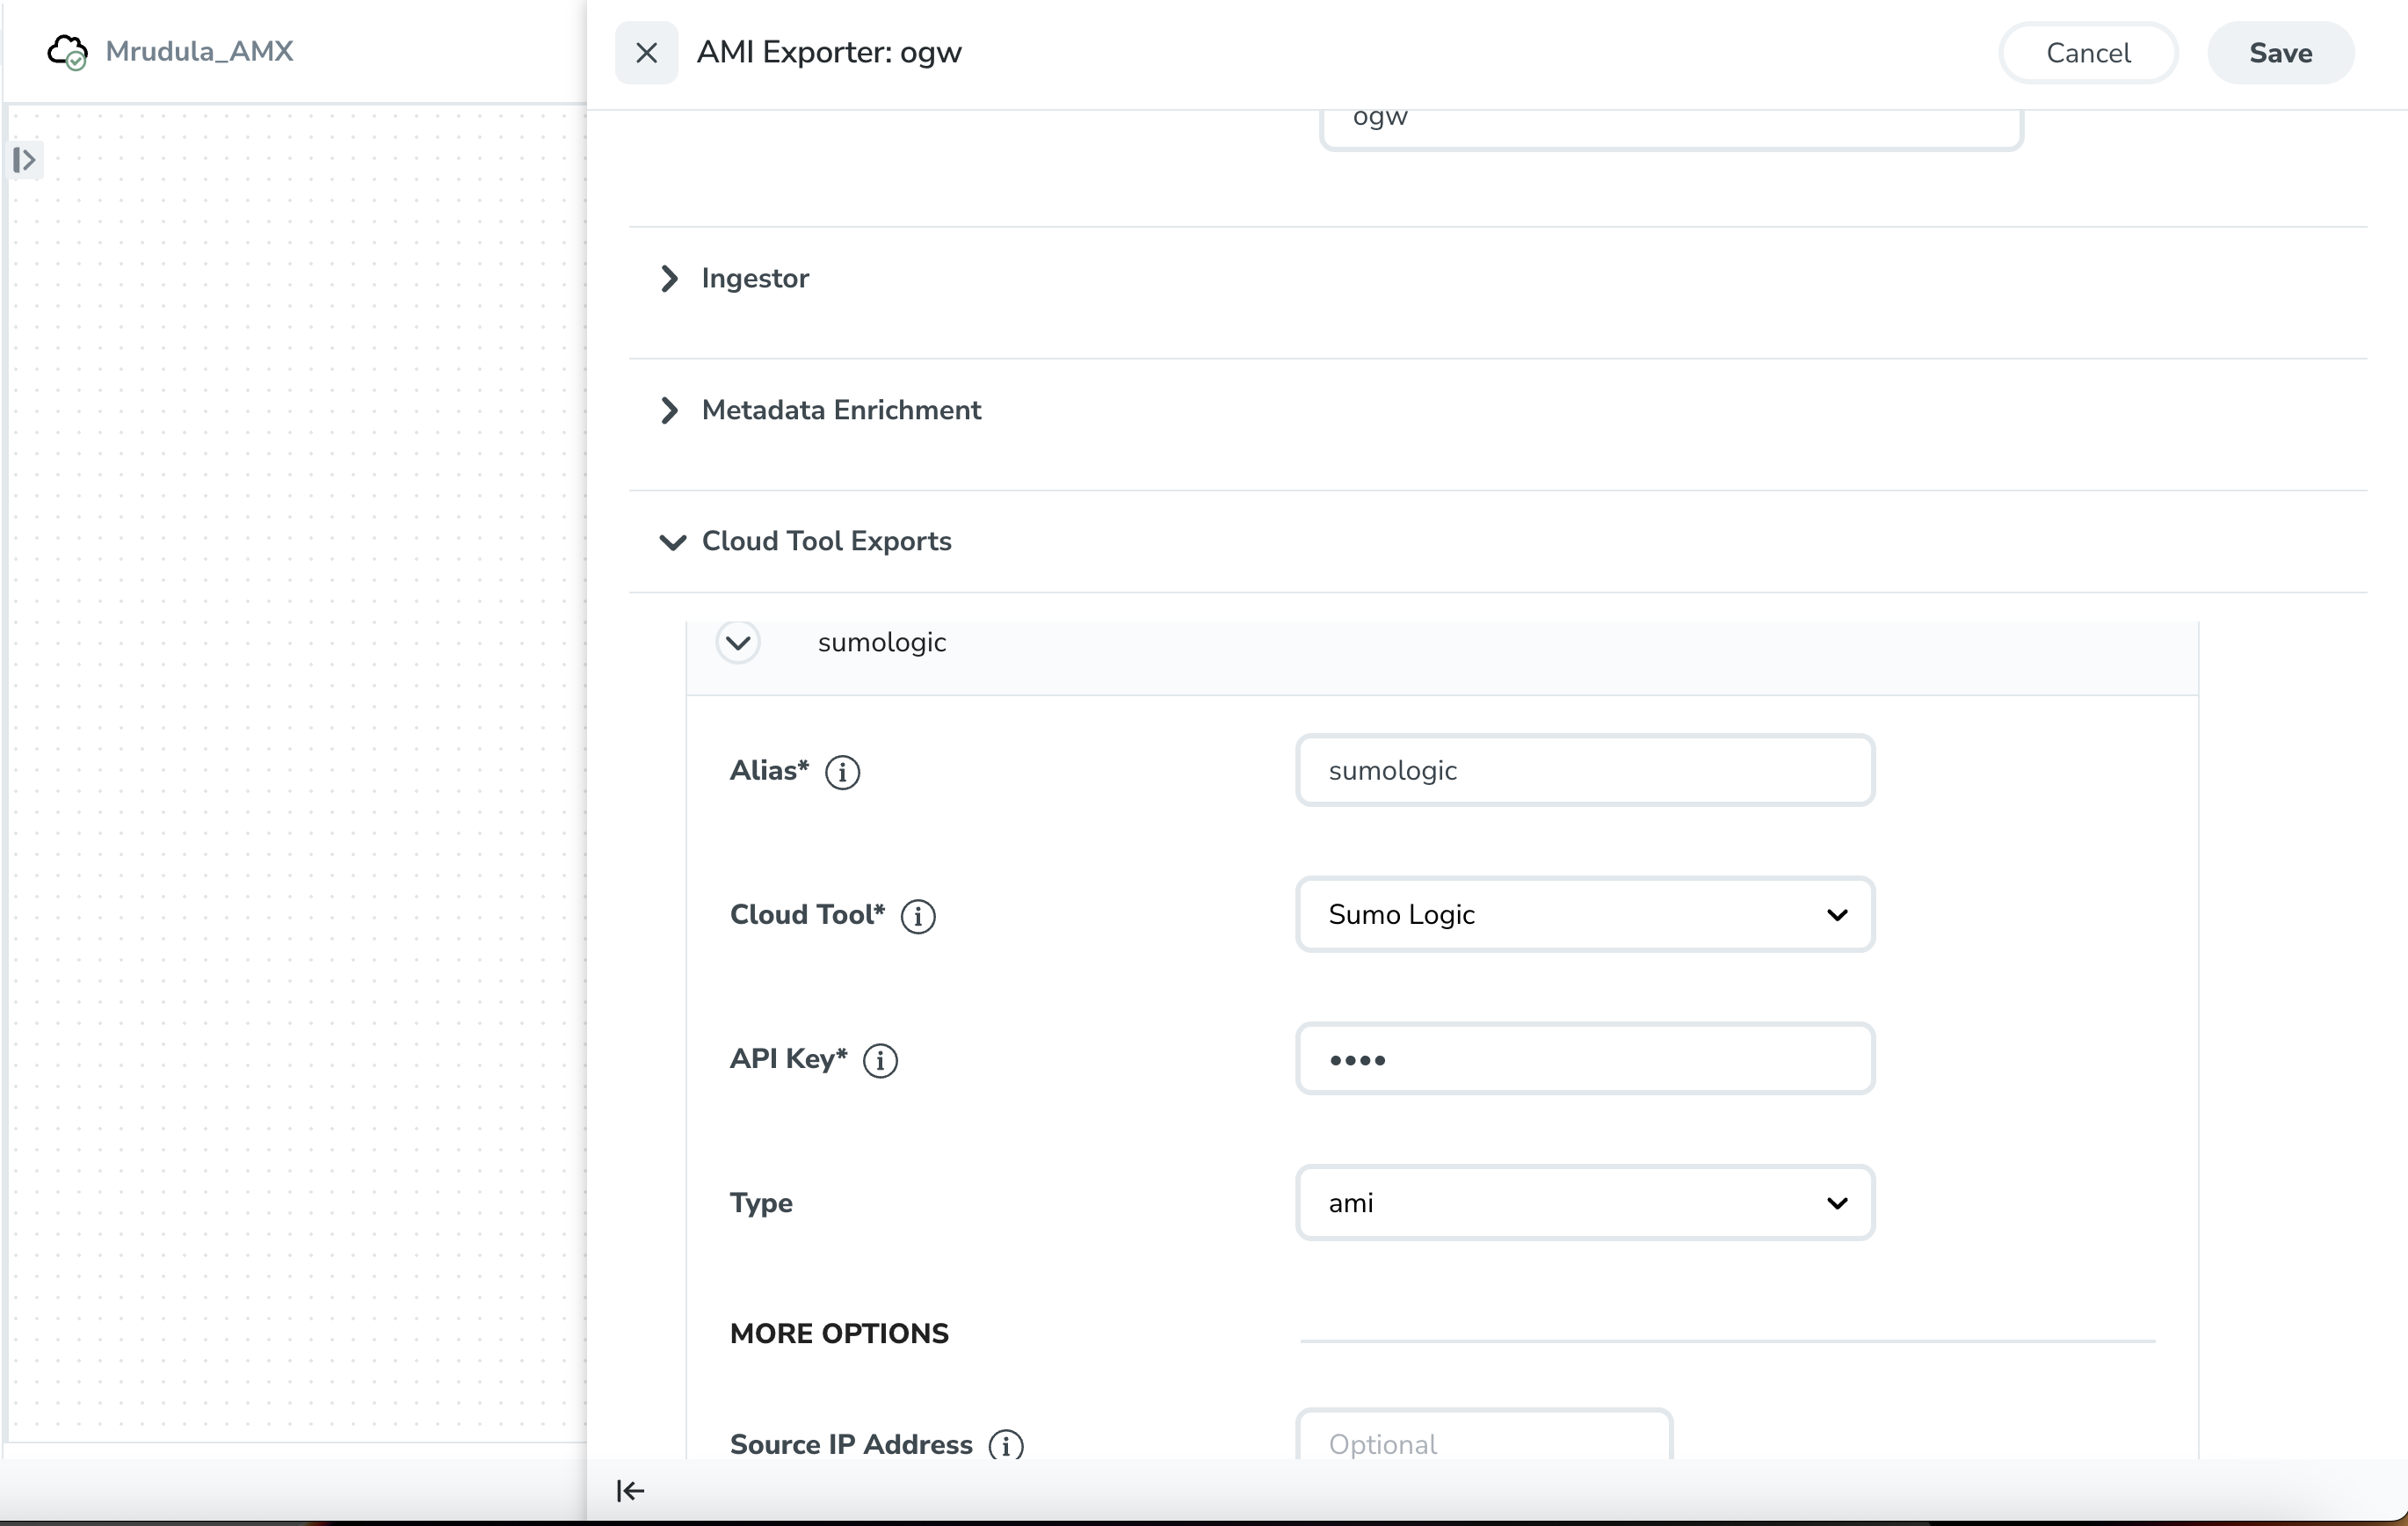 Mrudula_AMX
AMI Exporter: ogw
Cancel
Save
ogw
Ingestor
Metadata Enrichment
Cloud Tool Exports
sumologic
Alias*
sumologic
Cloud Tool*
Sumo Logic
API Key*
••••
Type
ami
MORE OPTIONS
Source IP Address
Optional